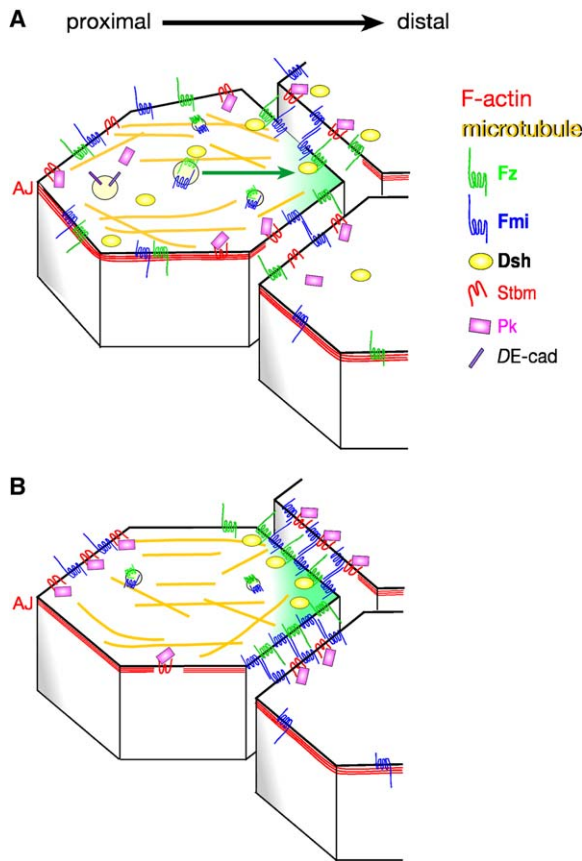 A proximal distal
F-actin
microtubule
Fz
AJ
Fmi
Dsh
Stbm
Pk
DE-cad
B
AJ